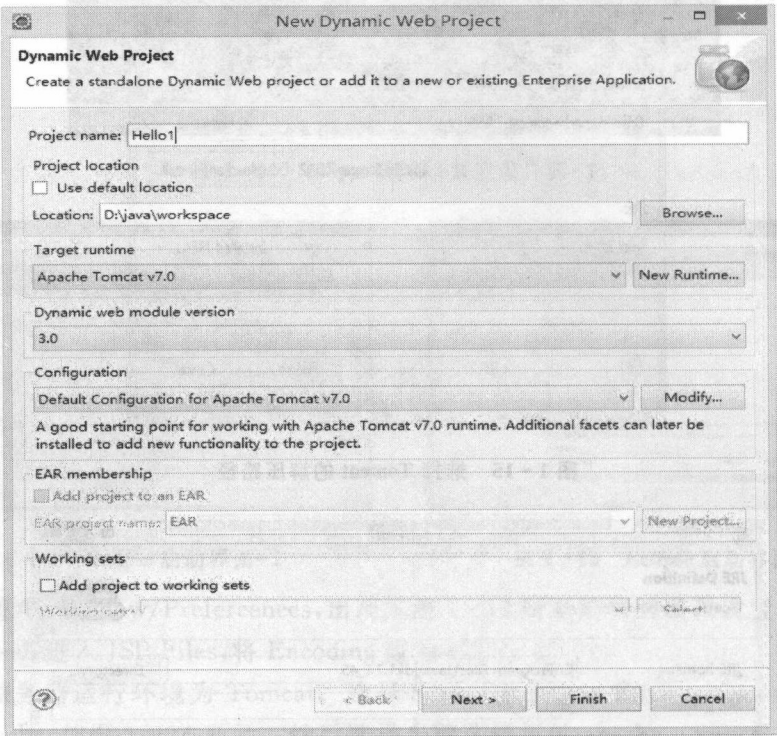 New Dynamic Web Project
Dynamic Web Project
Create a standalone Dynamic Web project or add it to a new or existing Enterprise Application.
Project name: Hello1
Project location
Use default location
Location: D:\java\workspace
Browse...
Target runtime
Apache Tomcat v7.0
New Runtime...
Dynamic web module version
3.0
Configuration
Default Configuration for Apache Tomcat v7.0
Modify...
A good starting point for working with Apache Tomcat v7.0 runtime. Additional facets can later be
installed to add new functionality to the project.
EAR membership
Add project to an EAR
EAR project name: EAR
New Project...
Working sets
Add project to working sets
< Back
Next >
Finish
Cancel